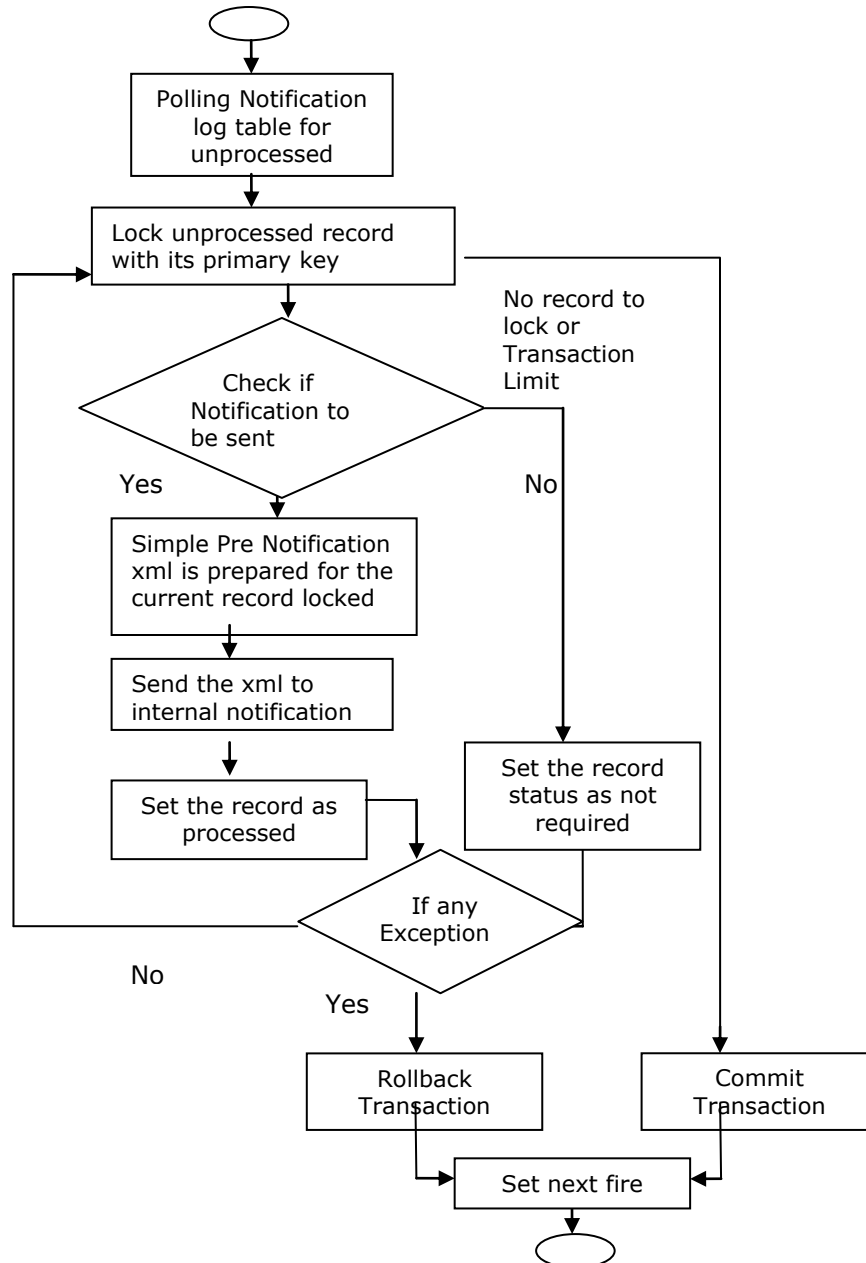 Polling Notification
log table for
unprocessed
Lock unprocessed record
with its primary key
No record to
lock or
Transaction
Limit
Check if
Notification to
be sent
Yes
No
Simple Pre Notification
xml is prepared for the
current record locked
Send the xml to
internal notification
Set the record as
processed
Set the record
status as not
required
If any
Exception
No
Yes
Rollback
Transaction
Commit
Transaction
Set next fire